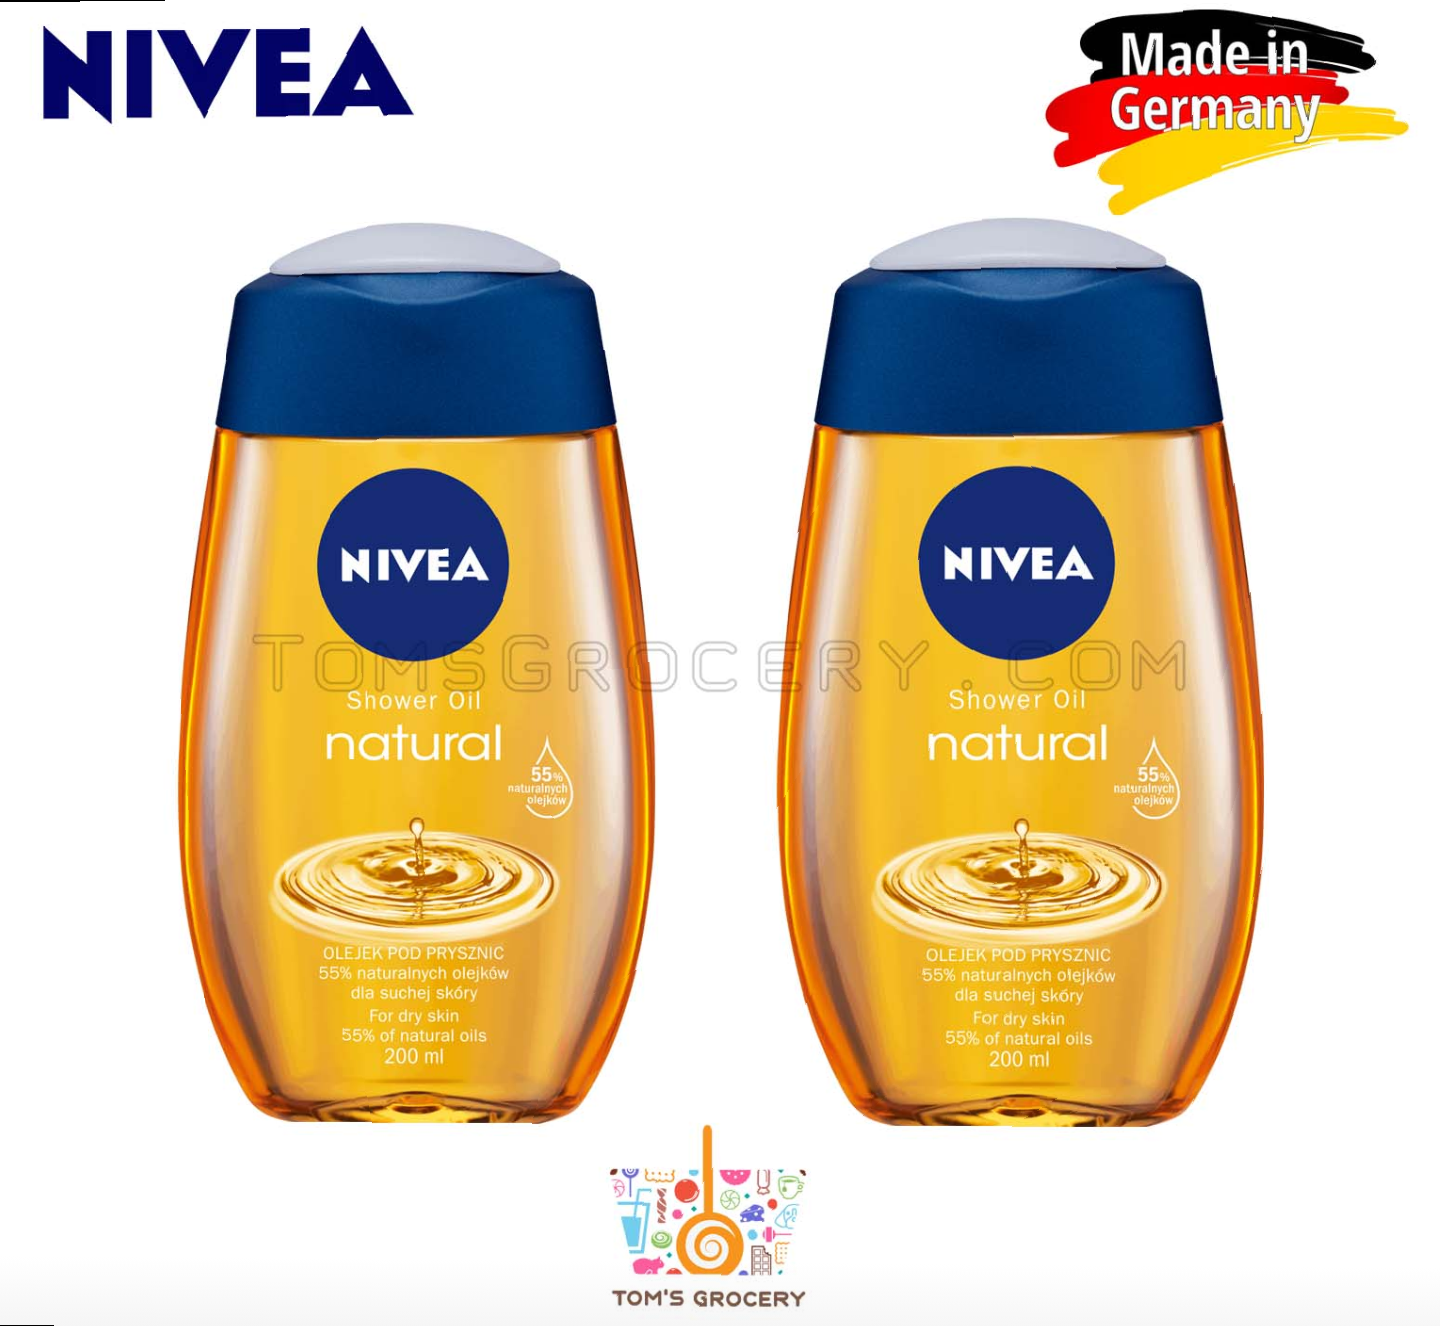 NIVEA
Made in
Germany
NIVEA
Shower Oil
natural
55%
naturalnych
olejków
OLEJEK POD PRYSZNIC
55% naturalnych olejków
dla suchej skóry
For dry skin
55% of natural oils
200 ml
NIVEA
Shower Oil
natural
55%
naturalnych
olejków
OLEJEK POD PRYSZNIC
55% naturalnych olejków
dla suchej skóry
For dry skin
55% of natural oils
200 ml
TOMSGROCERY.COM
TOM'S GROCERY